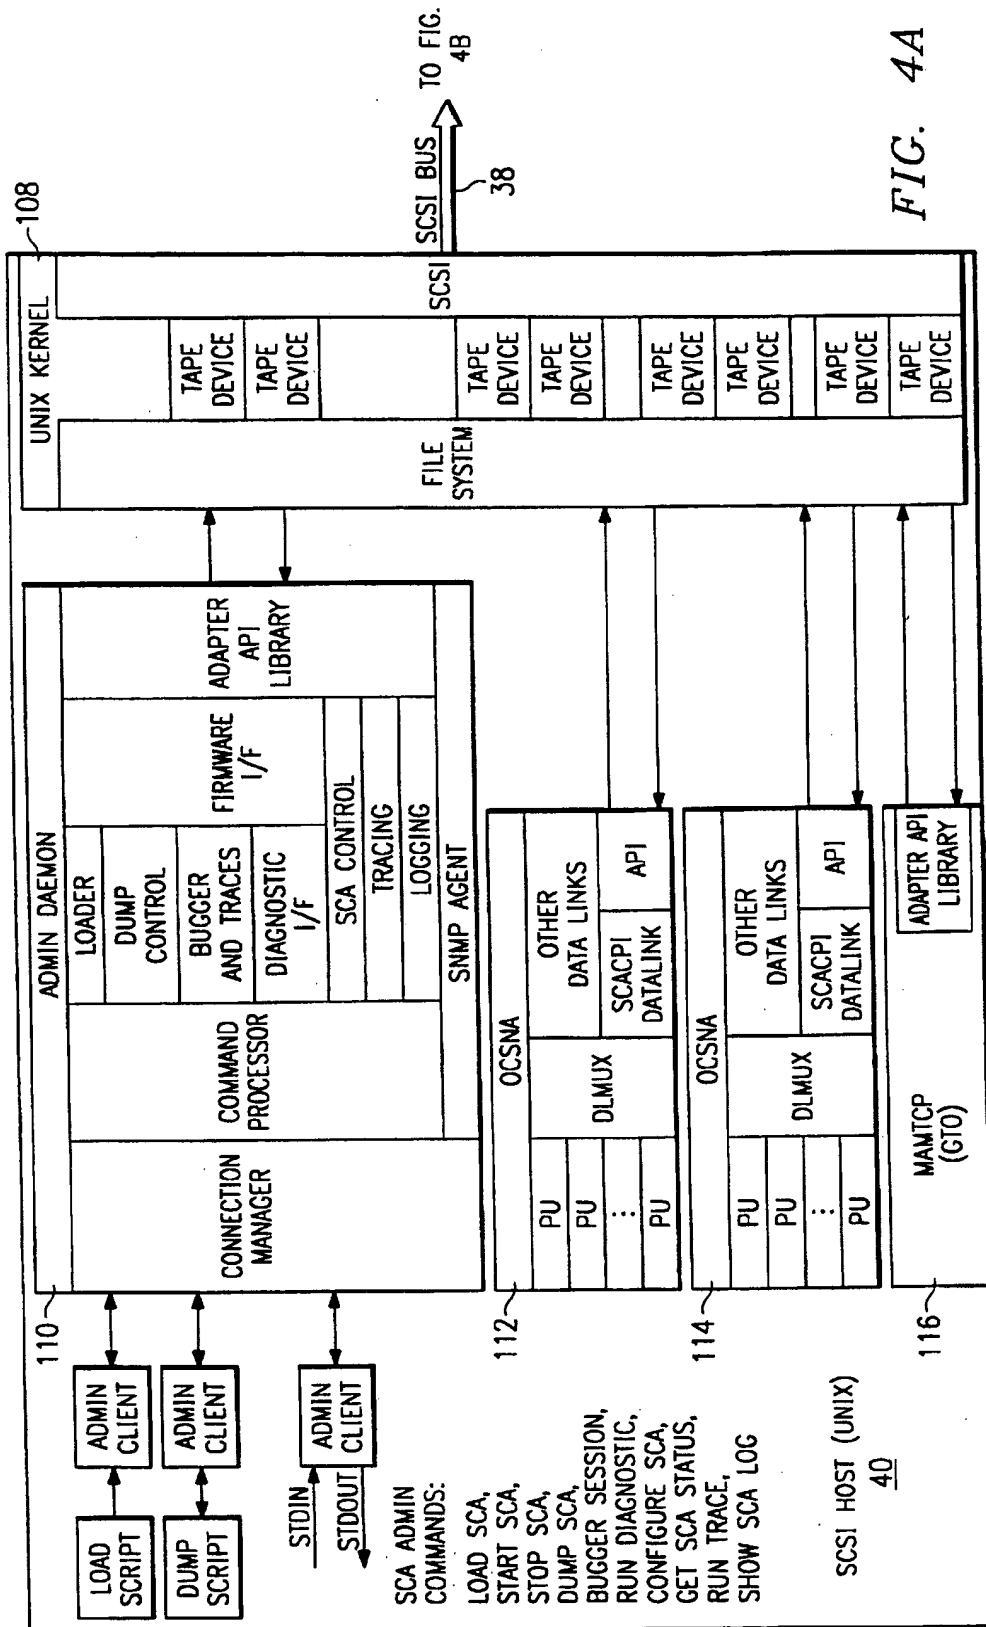 LOAD
SCRIPT
DUMP
SCRIPT
ADMIN
CLIENT
ADMIN
CLIENT
STDIN
STDOUT
ADMIN
CLIENT
SCA ADMIN
COMMANDS:
LOAD SCA,
START SCA,
STOP SCA,
DUMP SCA,
BUGGER SESSION,
RUN DIAGNOSTIC,
CONFIGURE SCA,
GET SCA STATUS,
RUN TRACE,
SHOW SCA LOG
SCSI HOST (UNIX)
40
110
ADMIN DAEMON
CONNECTION
MANAGER
COMMAND
PROCESSOR
LOADER
DUMP
CONTROL
BUGGER
AND TRACES
DIAGNOSTIC
I/F
FIRMWARE
I/F
SCA CONTROL
TRACING
LOGGING
ADAPTER
API
LIBRARY
SNMP AGENT
112
OCSNA
PU
PU
...
PU
DLMUX
OTHER
DATA LINKS
SCACPI
DATALINK
API
114
OCSNA
PU
PU
...
PU
DLMUX
OTHER
DATA LINKS
SCACPI
DATALINK
API
116
MAMTCP
(GTO)
ADAPTER API
LIBRARY
UNIX KERNEL
108
FILE
SYSTEM
TAPE
DEVICE
TAPE
DEVICE
TAPE
DEVICE
TAPE
DEVICE
TAPE
DEVICE
TAPE
DEVICE
TAPE
DEVICE
TAPE
DEVICE
SCSI
SCSI BUS
38
TO FIG.
4B
FIG. 4A